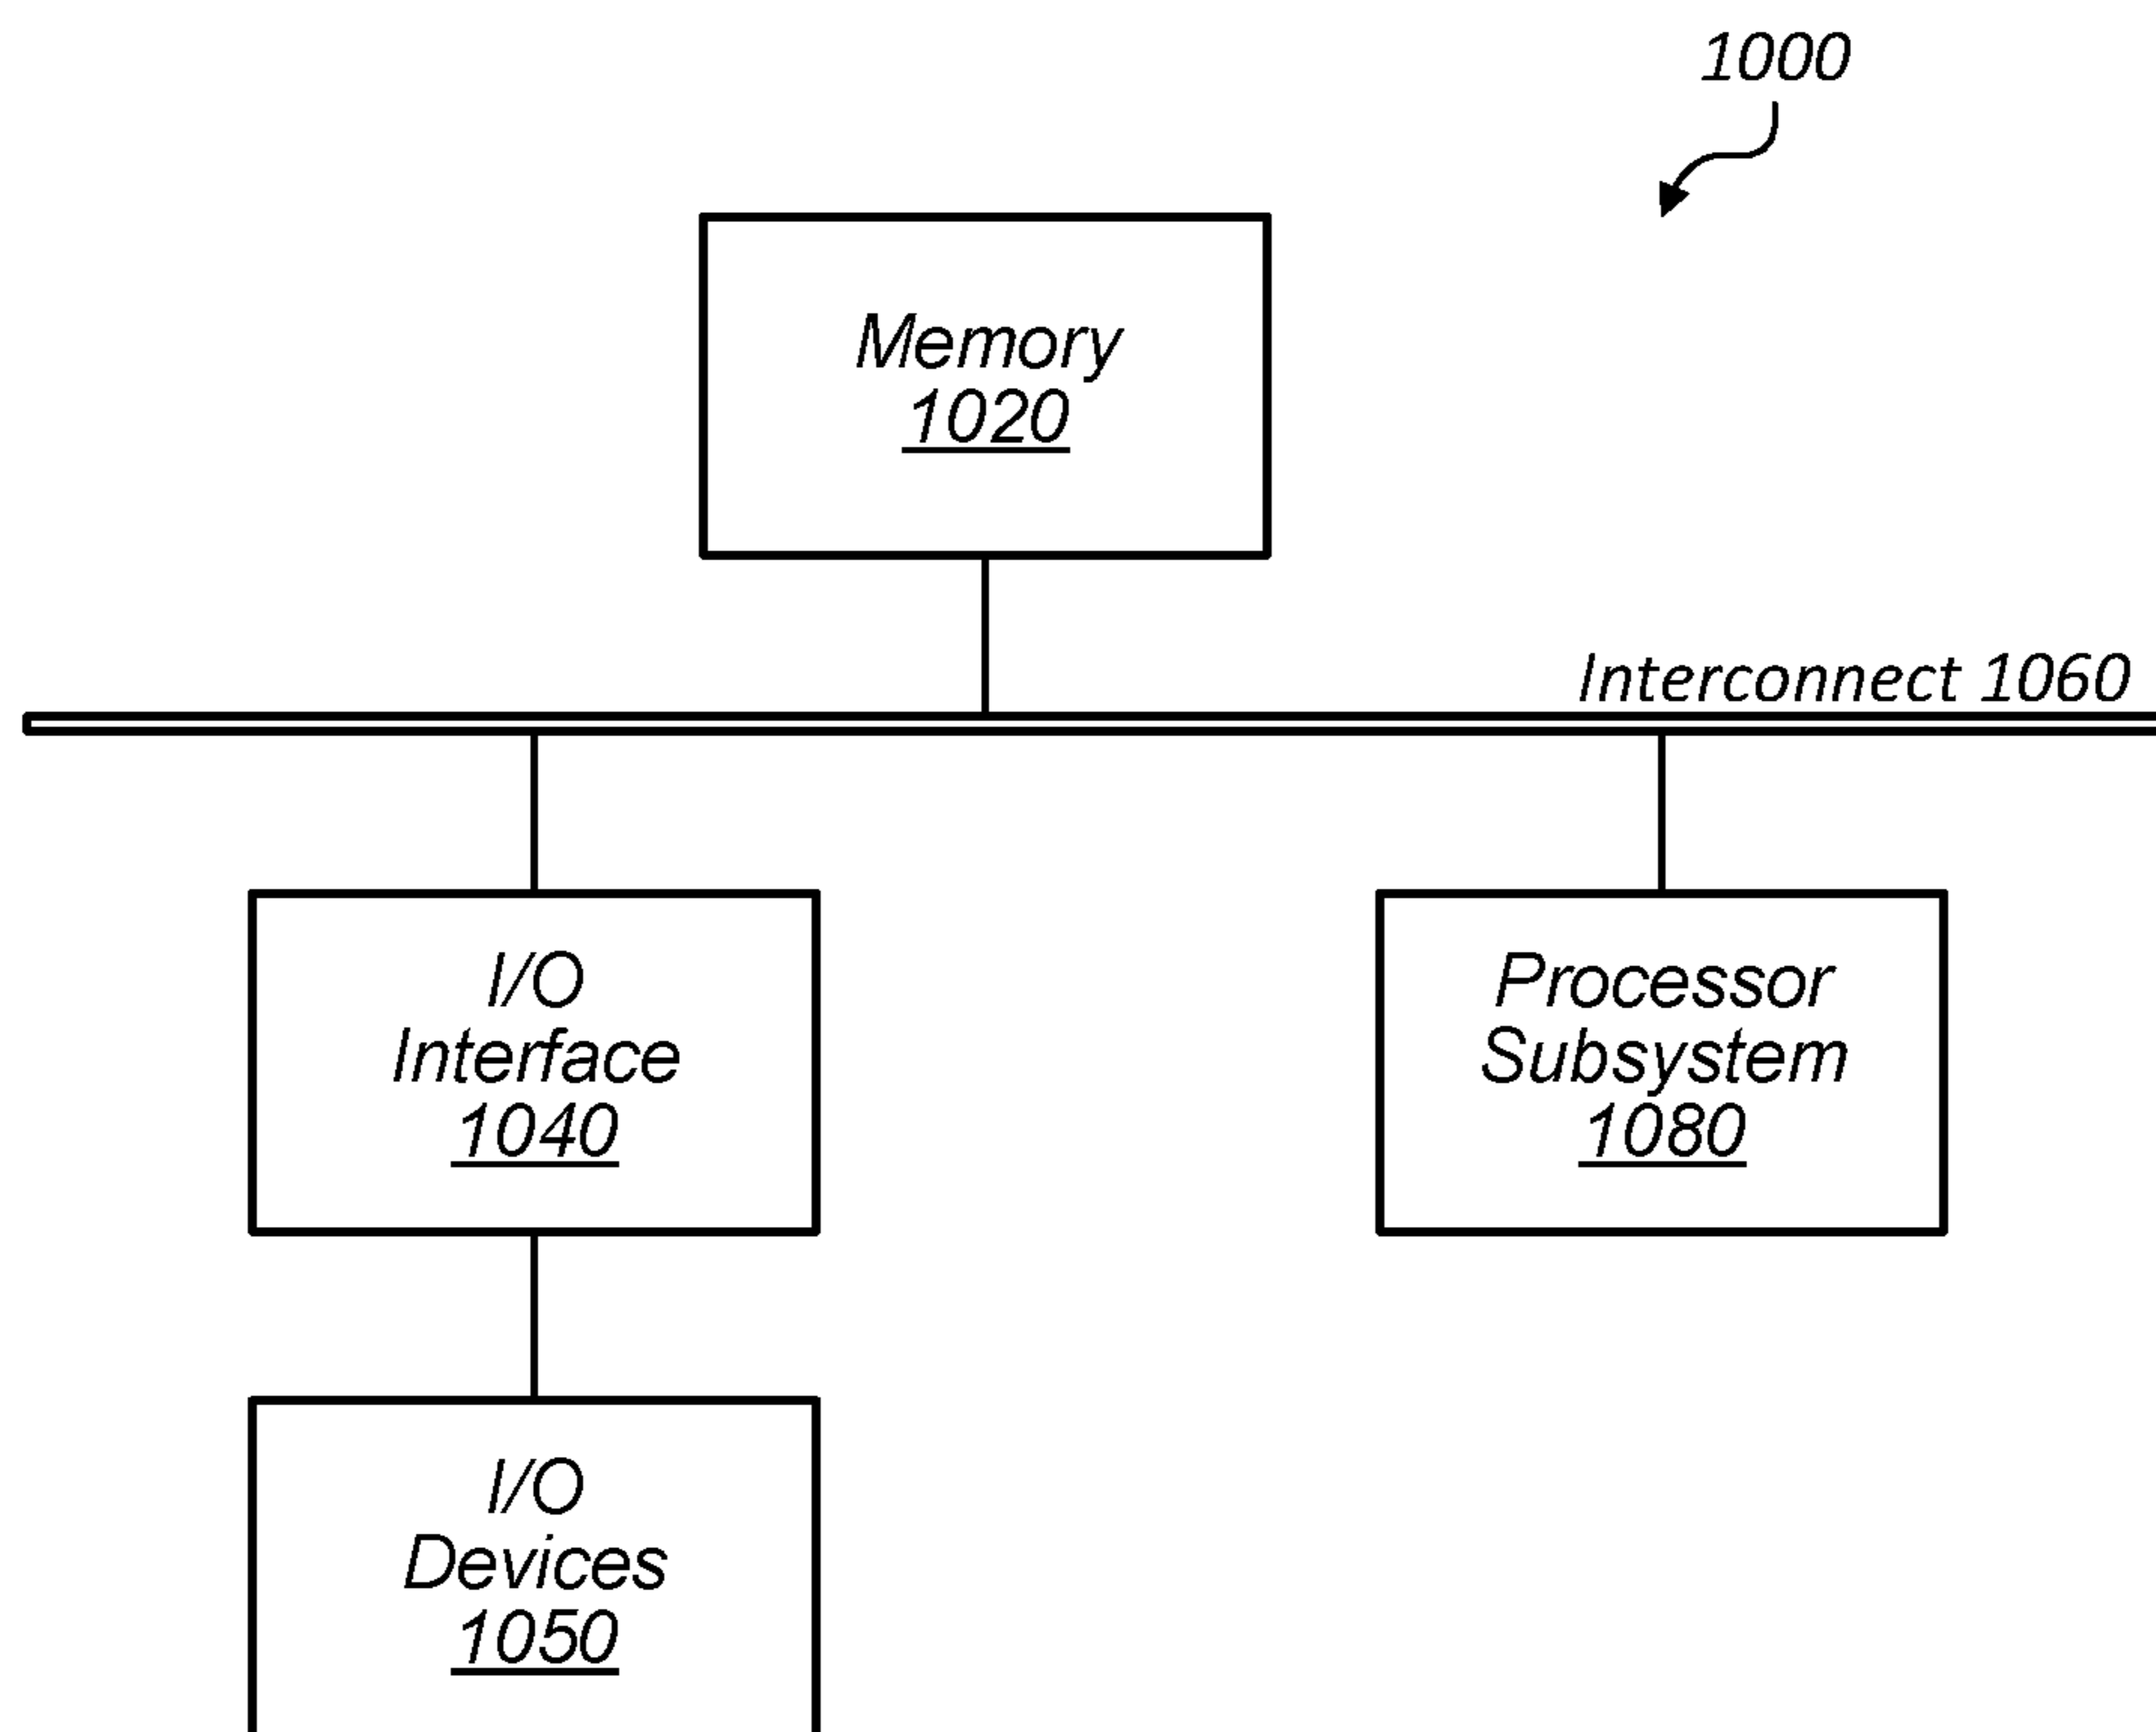 1000
Memory
1020
Interconnect 1060
I/O
Interface
1040
Processor
Subsystem
1080
I/O
Devices
1050